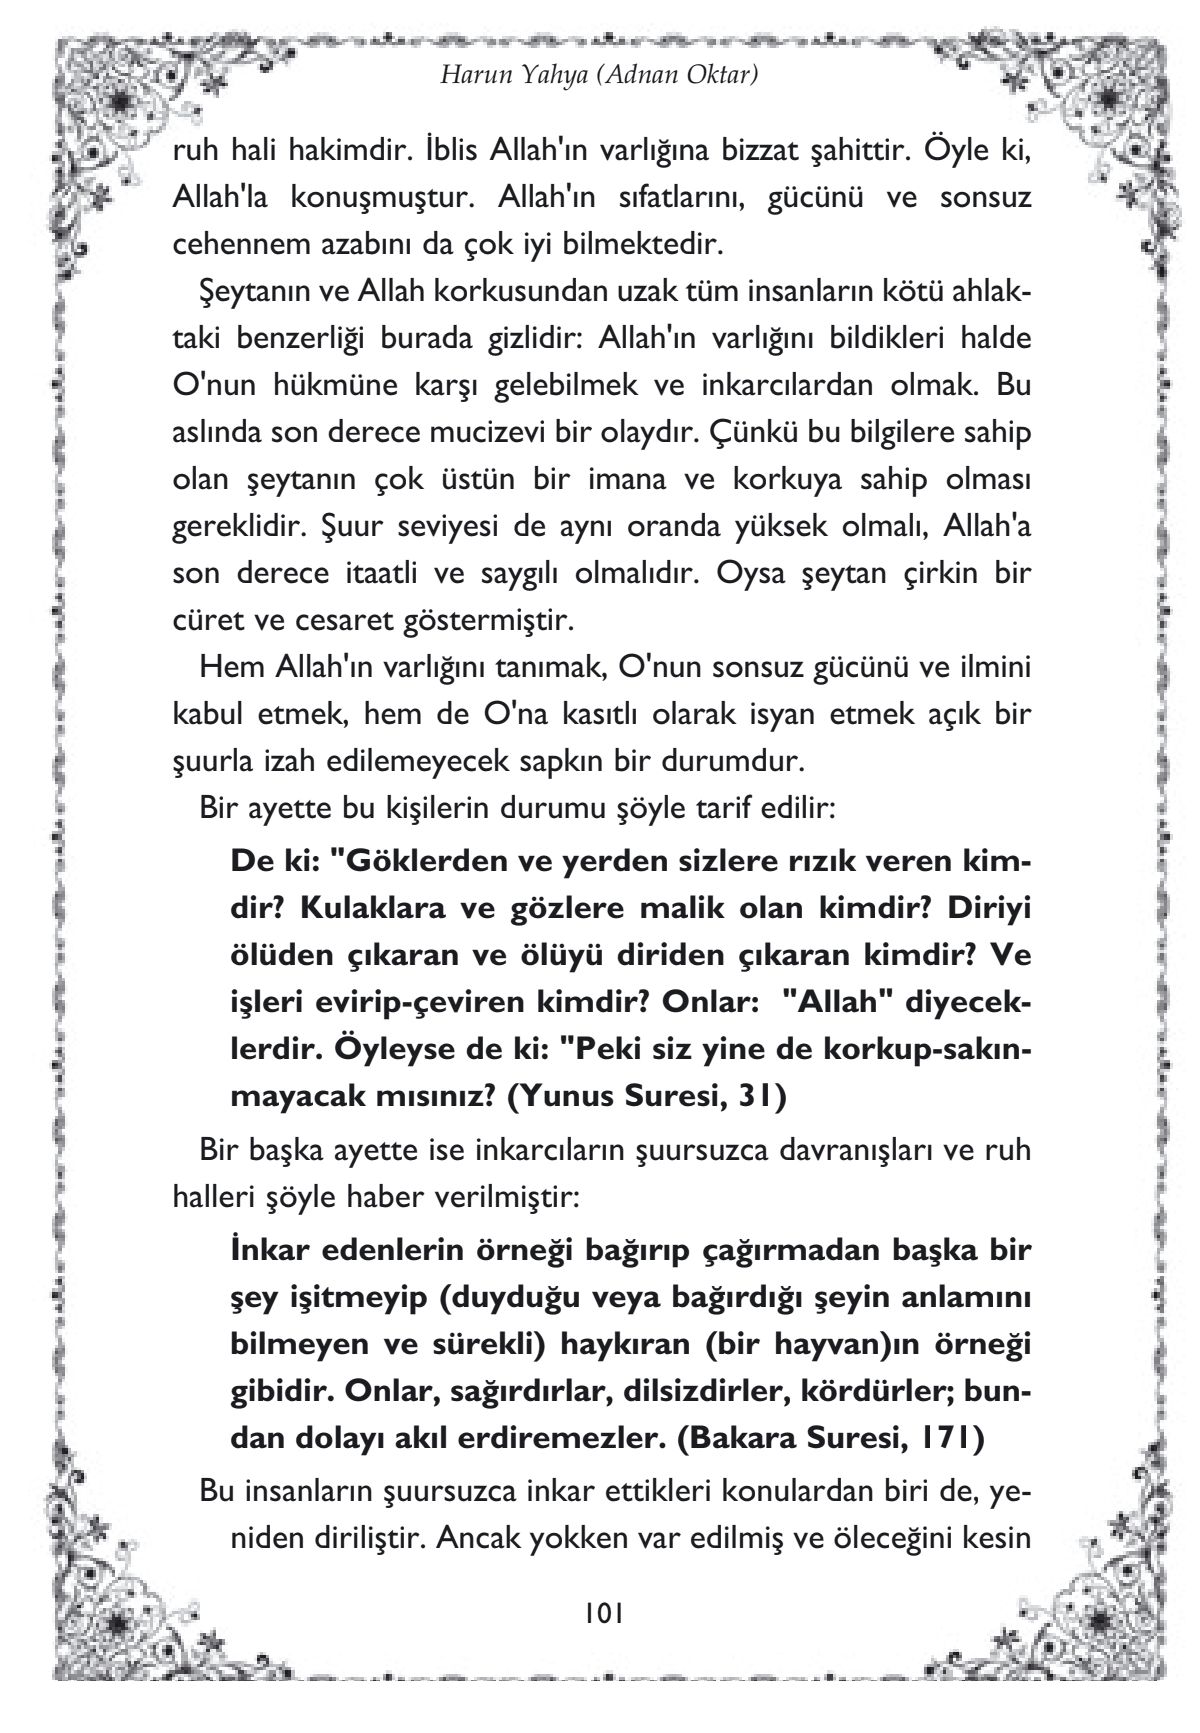 Harun Yahya (Adnan Oktar)
ruh hali hakimdir. İblis Allah'ın varlığına bizzat şahittir. Öyle ki,
Allah'la konuşmuştur. Allah'ın sıfatlarını, gücünü ve sonsuz
cehennem azabını da çok iyi bilmektedir.
Şeytanın ve Allah korkusundan uzak tüm insanların kötü ahlak-
taki benzerliği burada gizlidir: Allah'ın varlığını bildikleri halde
O'nun hükmüne karşı gelebilmek ve inkarcılardan olmak. Bu
aslında son derece mucizevi bir olaydır. Çünkü bu bilgilere sahip
olan şeytanın çok üstün bir imana ve korkuya sahip olması
gereklidir. Şuur seviyesi de aynı oranda yüksek olmalı, Allah'a
son derece itaatli ve saygılı olmalıdır. Oysa şeytan çirkin bir
cüret ve cesaret göstermiştir.
Hem Allah'ın varlığını tanımak, O'nun sonsuz gücünü ve ilmini
kabul etmek, hem de O'na kasıtlı olarak isyan etmek açık bir
şuurla izah edilemeyecek sapkın bir durumdur.
Bir ayette bu kişilerin durumu şöyle tarif edilir:
De ki: "Göklerden ve yerden sizlere rızık veren kim-
dir? Kulaklara ve gözlere malik olan kimdir? Diriyi
ölüden çıkaran ve ölüyü diriden çıkaran kimdir? Ve
işleri evirip-çeviren kimdir? Onlar:  "Allah" diyecek-
lerdir. Öyleyse de ki: "Peki siz yine de korkup-sakın-
mayacak mısınız? (Yunus Suresi, 31)
Bir başka ayette ise inkarcıların şuursuzca davranışları ve ruh
halleri şöyle haber verilmiştir:
İnkar edenlerin örneği bağırıp çağırmadan başka bir
şey işitmeyip (duyduğu veya bağırdığı şeyin anlamını
bilmeyen ve sürekli) haykıran (bir hayvan)ın örneği
gibidir. Onlar, sağırdırlar, dilsizdirler, kördürler; bun-
dan dolayı akıl erdiremezler. (Bakara Suresi, 171)
Bu insanların şuursuzca inkar ettikleri konulardan biri de, ye-
niden diriliştir. Ancak yokken var edilmiş ve öleceğini kesin
101